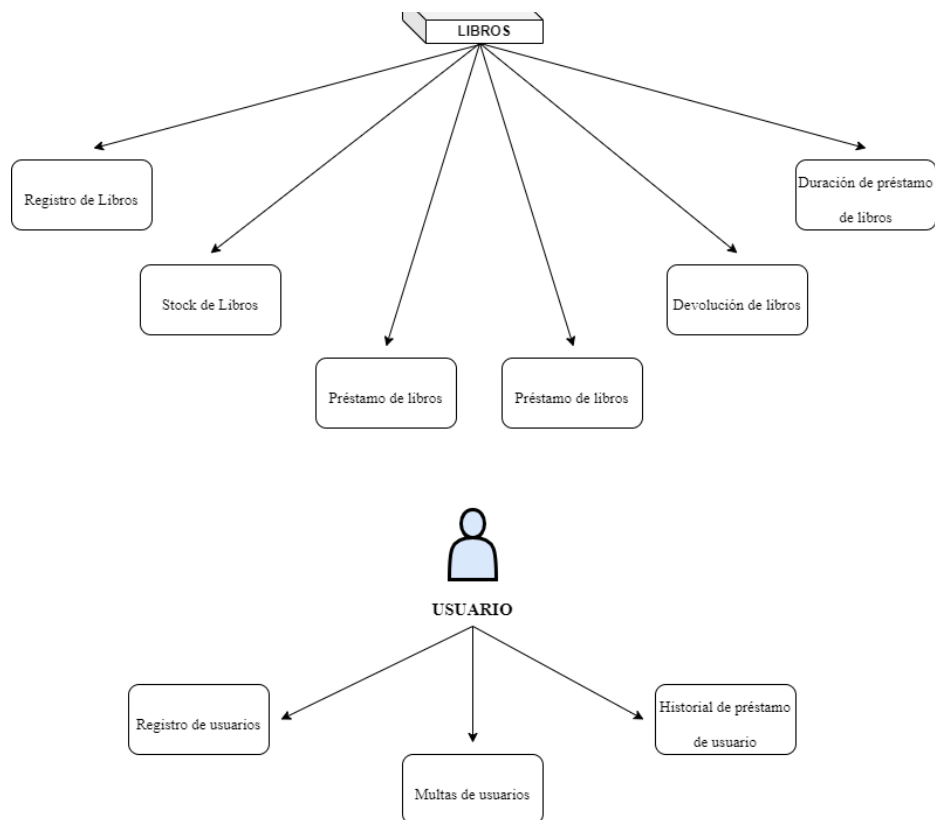 LIBROS
Registro de Libros
Duración de préstamo
de libros
Stock de Libros
Devolución de libros
Préstamo de libros
Préstamo de libros
USUARIO
Registro de usuarios
Historial de préstamo
de usuario
Multas de usuarios